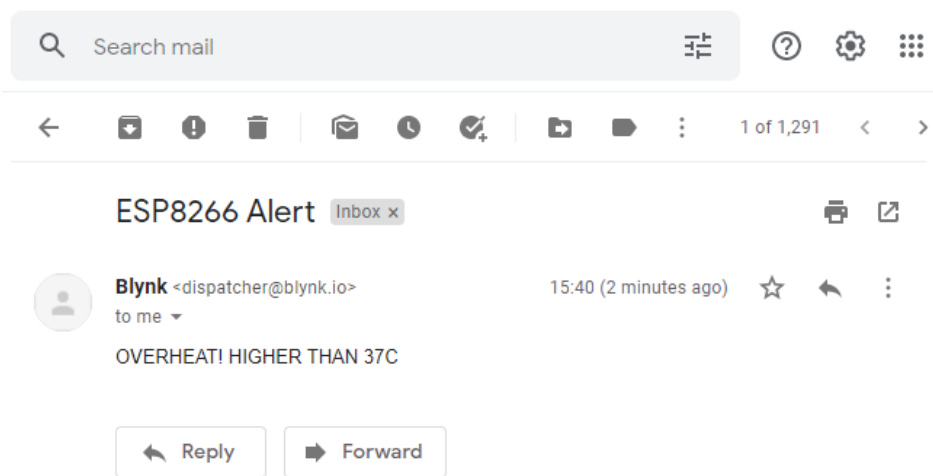 Search mail
1 of 1,291
ESP8266 Alert Inbox x
Blynk <dispatcher@blynk.io> 15:40 (2 minutes ago)
to me
OVERHEAT! HIGHER THAN 37C
Reply Forward